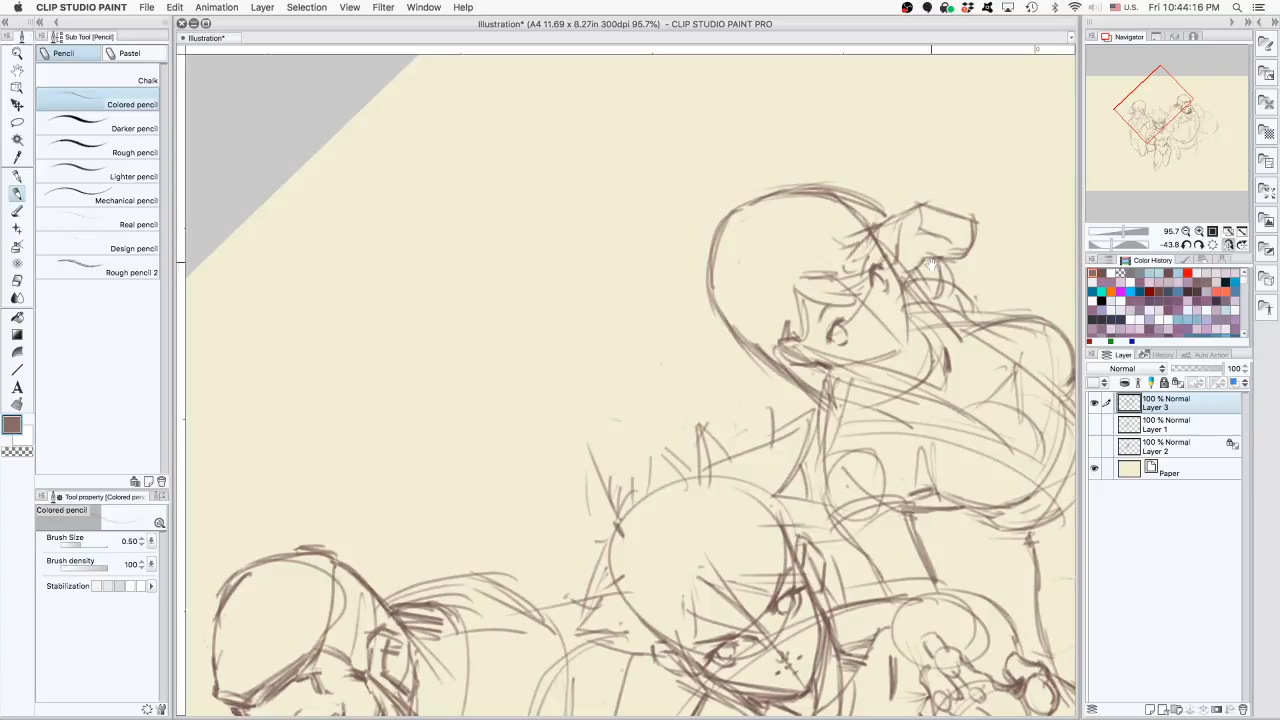 CLIP STUDIO PAINT File Edit Animation Layer Selection View Filter Window Help U.S. Fri 10:44:16 PM
Illustration* (A4 11.69 x 8.27in 300dpi 95.7%) - CLIP STUDIO PAINT PRO
Sub Tool [Pencil]
Illustration*
Navigator
Pencil
Pastel
Chalk
Colored pencil
Darker pencil
Rough pencil
Lighter pencil
Mechanical pencil
Real pencil
Design pencil
Rough pencil 2
95.7
-43.8
Color History
Layer
History
Auto Action
Normal
100
100 % Normal
Layer 3
100 % Normal
Layer 1
100 % Normal
Layer 2
Paper
Tool property [Colored penc
Colored pencil
Brush Size
0.50
Brush density
100
Stabilization